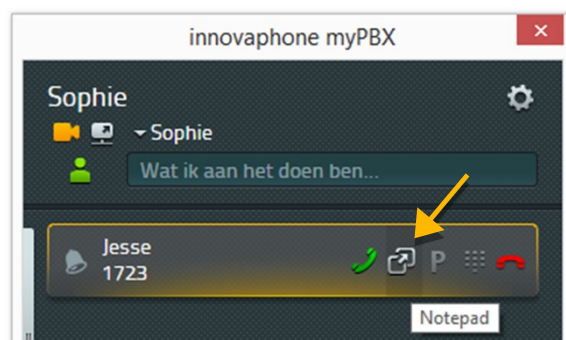 innovaphone myPBX
Sophie
Sophie
Wat ik aan het doen ben...
Jesse
1723
P
Notepad